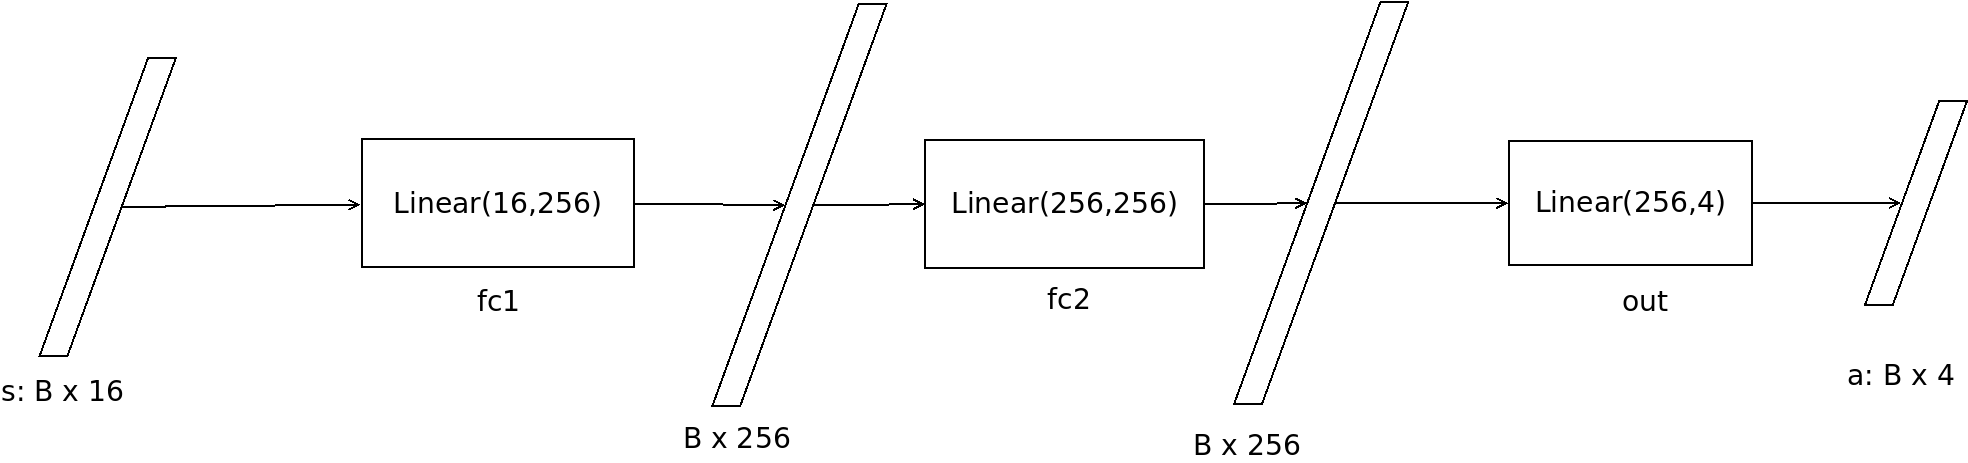 s: B x 16
Linear(16,256)
fc1
B x 256
Linear(256,256)
fc2
B x 256
Linear(256,4)
out
a: B x 4